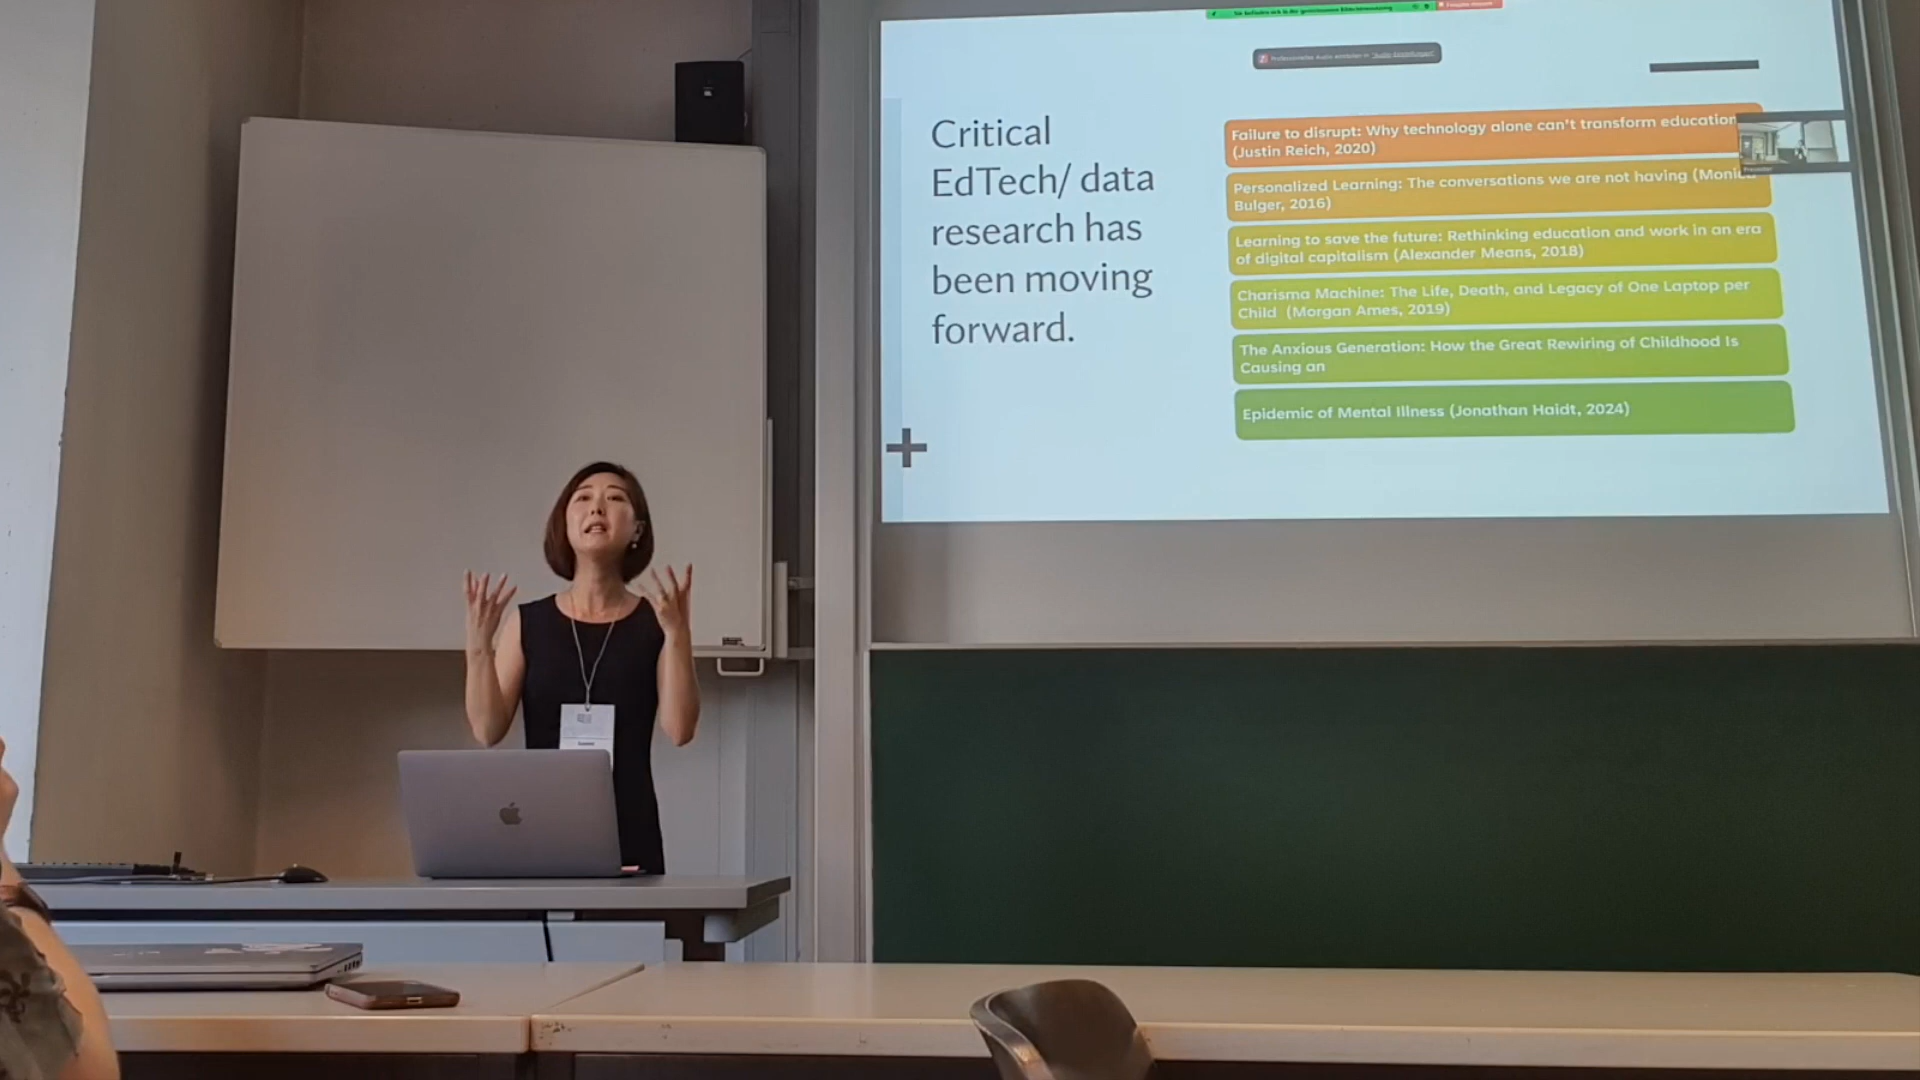 Critical
EdTech/ data
research has
been moving
forward.
Failure to disrupt: Why technology alone can't transform education
(Justin Reich, 2020)
Personalized Learning: The conversations we are not having (Monica
Bulger, 2016)
Learning to save the future: Rethinking education and work in an era
of digital capitalism (Alexander Means, 2018)
Charisma Machine: The Life, Death, and Legacy of One Laptop per
Child (Morgan Ames, 2019)
The Anxious Generation: How the Great Rewiring of Childhood Is
Causing an
Epidemic of Mental Illness (Jonathan Haidt, 2024)